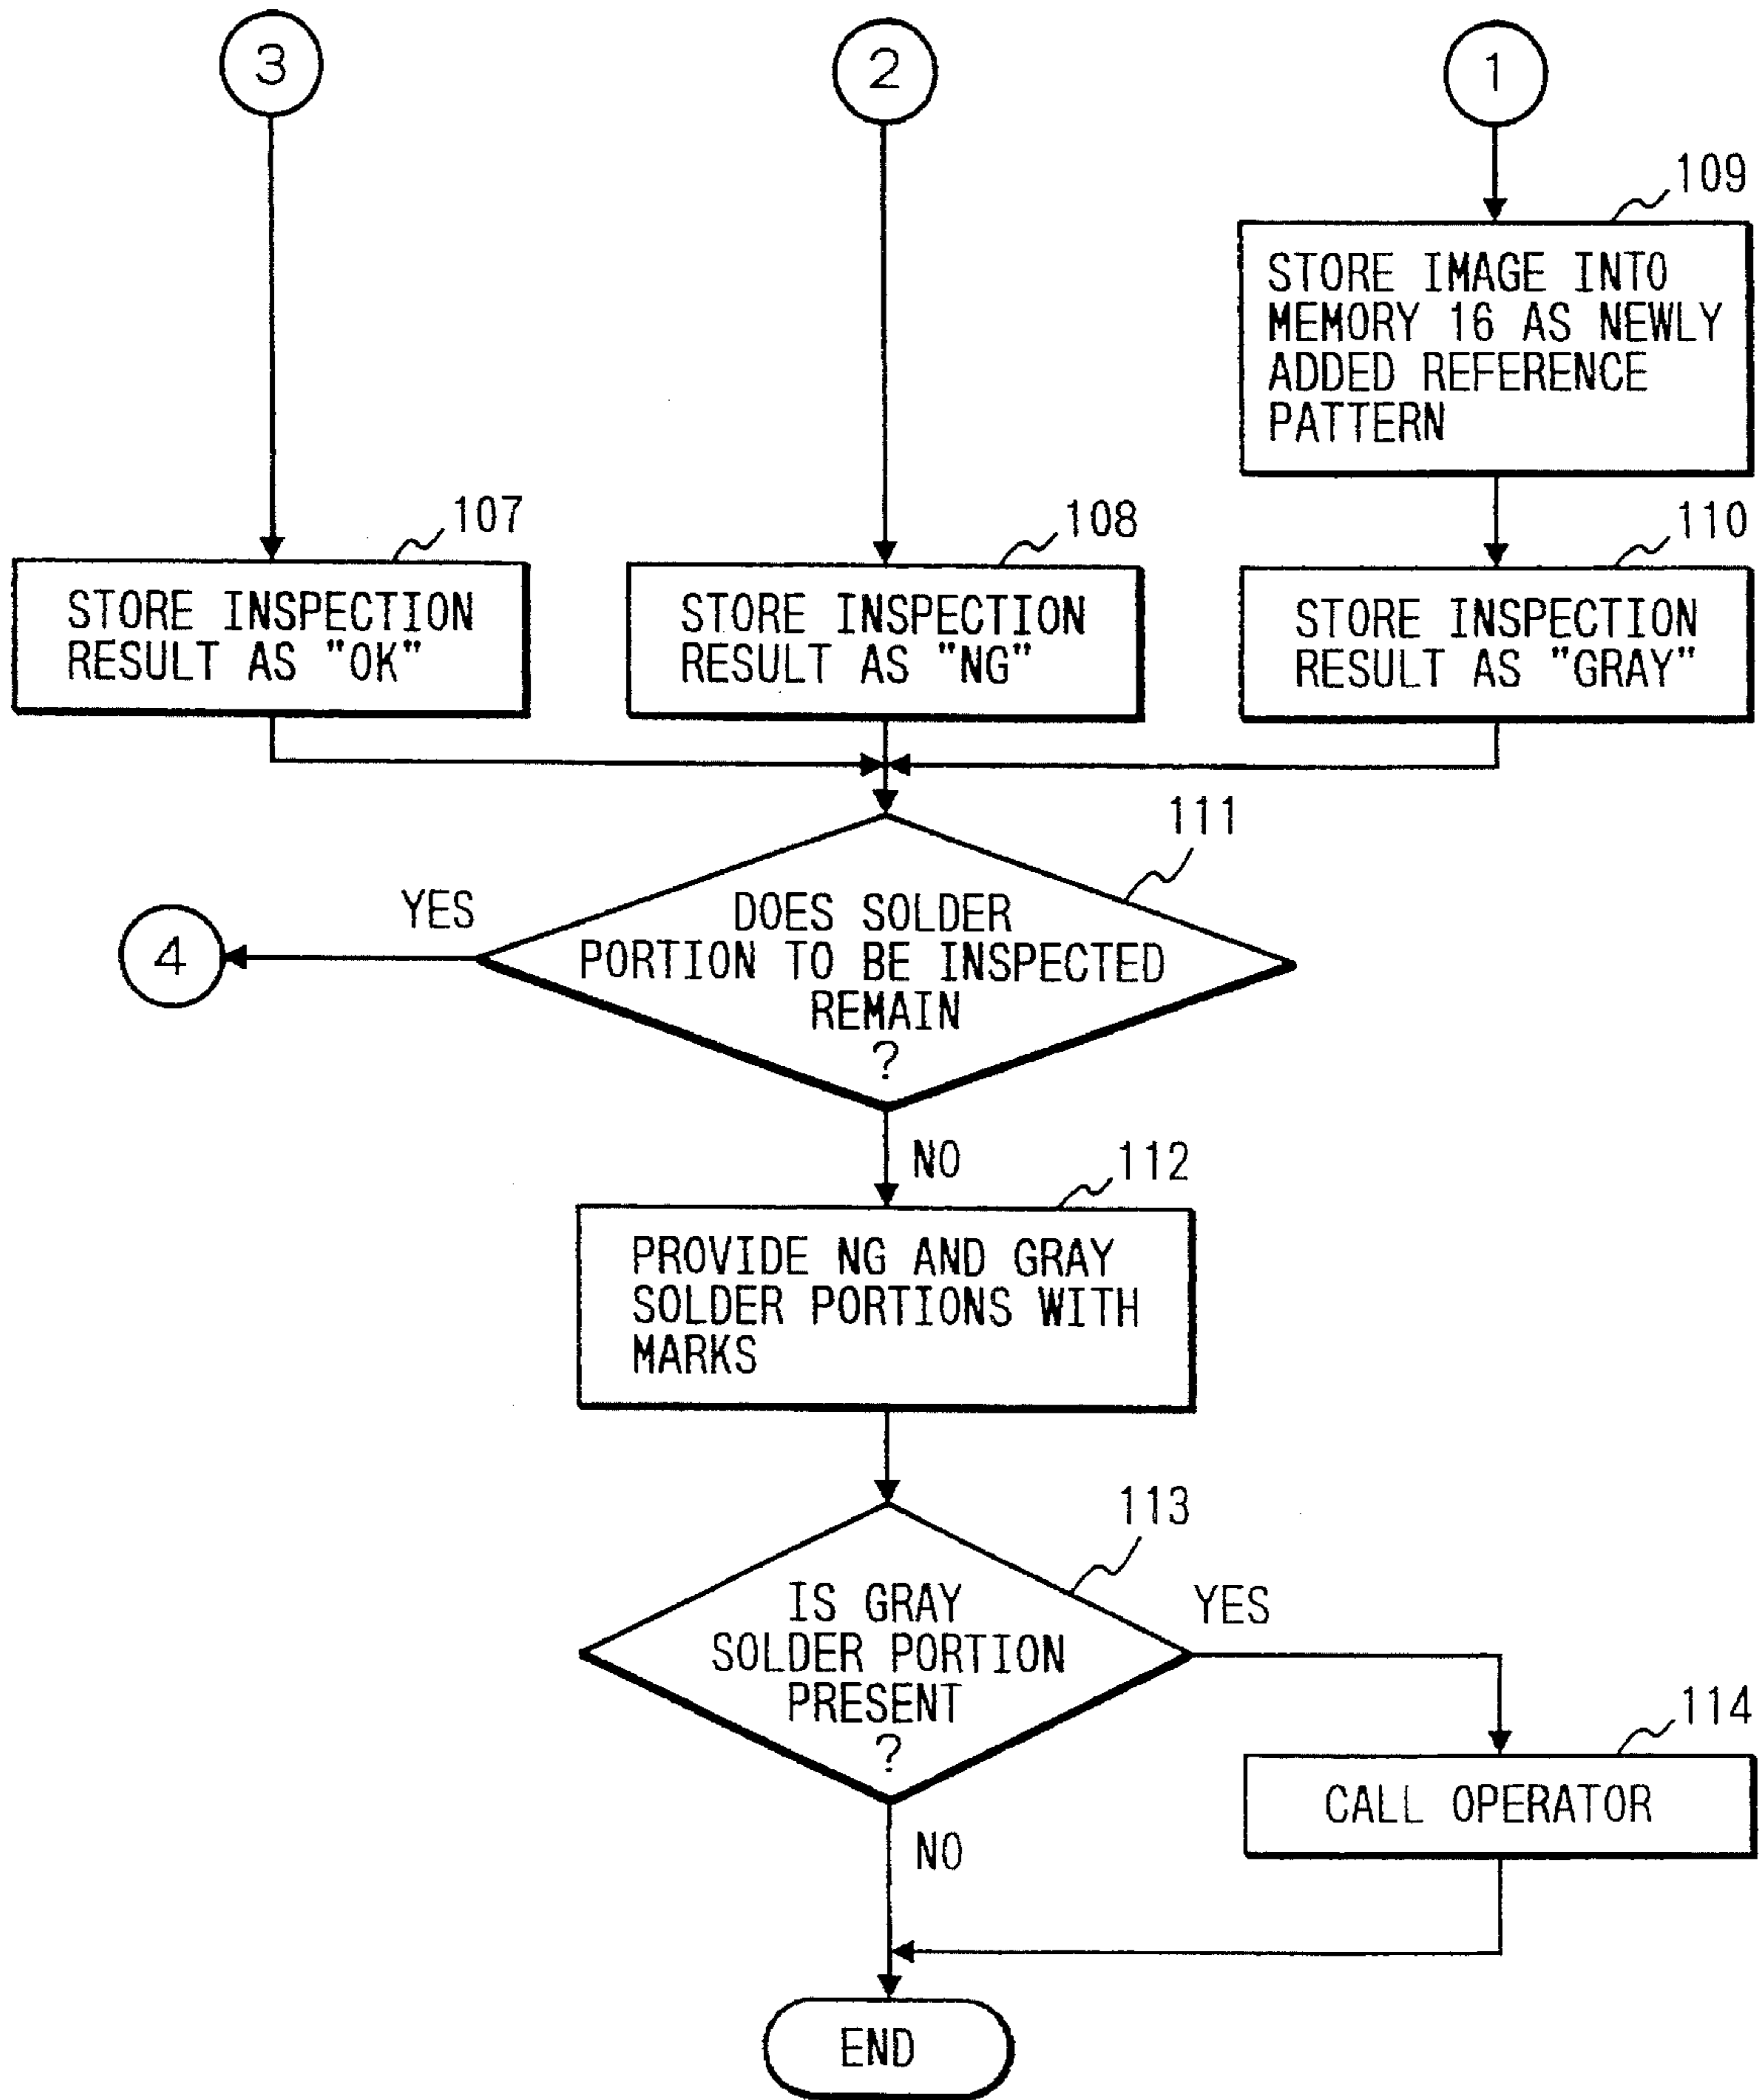 3
2
1
109
STORE IMAGE INTO
MEMORY 16 AS NEWLY
ADDED REFERENCE
PATTERN
107
STORE INSPECTION
RESULT AS "OK"
108
STORE INSPECTION
RESULT AS "NG"
110
STORE INSPECTION
RESULT AS "GRAY"
111
DOES SOLDER
PORTION TO BE INSPECTED
REMAIN
?
YES
4
NO
112
PROVIDE NG AND GRAY
SOLDER PORTIONS WITH
MARKS
113
IS GRAY
SOLDER PORTION
PRESENT
?
YES
114
CALL OPERATOR
NO
END